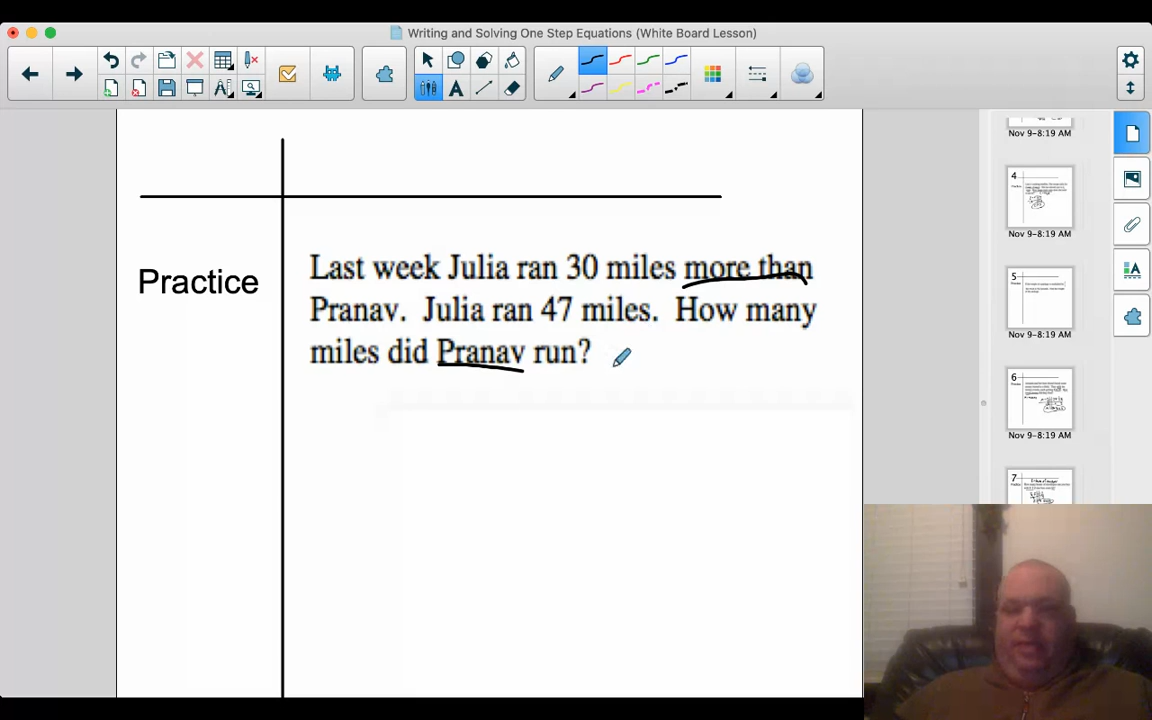 Writing and Solving One Step Equations (White Board Lesson)
Nov 9–8:19 AM
4
Nov 9–8:19 AM
5
Nov 9–8:19 AM
6
Nov 9–8:19 AM
7
Practice
Last week Julia ran 30 miles more than
Pranav. Julia ran 47 miles. How many
miles did Pranav run?